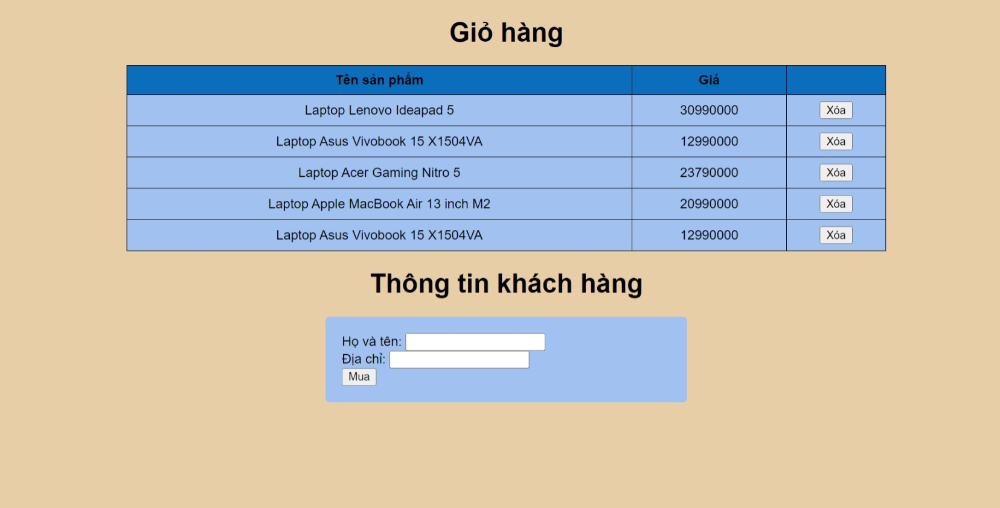 Giỏ hàng
Tên sản phẩm Giá
Laptop Lenovo Ideapad 5 30990000 Xóa
Laptop Asus Vivobook 15 X1504VA 12990000 Xóa
Laptop Acer Gaming Nitro 5 23790000 Xóa
Laptop Apple MacBook Air 13 inch M2 20990000 Xóa
Laptop Asus Vivobook 15 X1504VA 12990000 Xóa
Thông tin khách hàng
Họ và tên:
Địa chỉ:
Mua